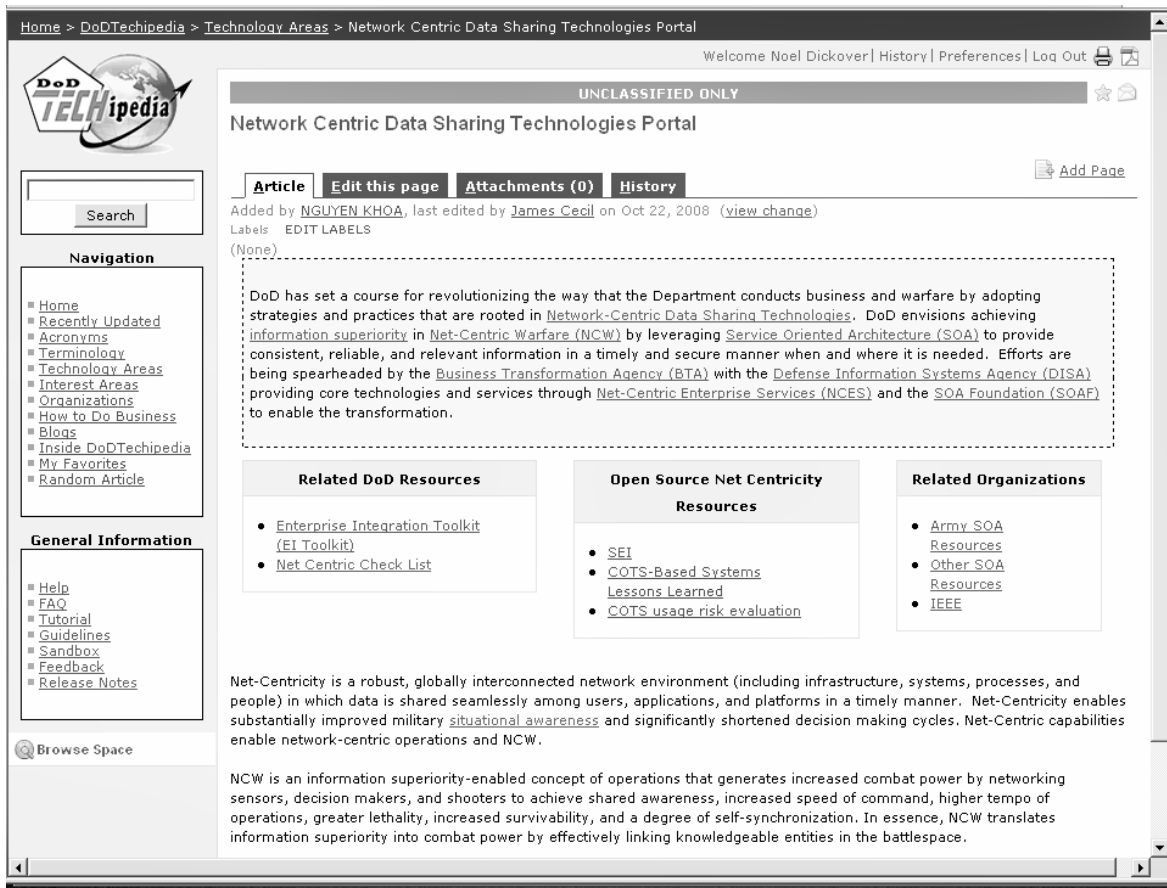 Home > DoDTechipedia > Technology Areas > Network Centric Data Sharing Technologies Portal
Welcome Noel Dickover| History| Preferences| Log Out
DoD
TECHipedia
UNCLASSIFIED ONLY
Network Centric Data Sharing Technologies Portal
Add Page
Search
Article
Edit this page
Attachments (0)
History
Added by NGUYEN KHOA, last edited by James Cecil on Oct 22, 2008 (view change)
Labels EDIT LABELS
(None)
Navigation
Home
Recently Updated
Acronyms
Terminology
Technology Areas
Interest Areas
Organizations
How to Do Business
Blogs
Inside DoDTechipedia
My Favorites
Random Article
General Information
Help
FAQ
Tutorial
Guidelines
Sandbox
Feedback
Release Notes
Browse Space
DoD has set a course for revolutionizing the way that the Department conducts business and warfare by adopting
strategies and practices that are rooted in Network-Centric Data Sharing Technologies. DoD envisions achieving
information superiority in Net-Centric Warfare (NCW) by leveraging Service Oriented Architecture (SOA) to provide
consistent, reliable, and relevant information in a timely and secure manner when and where it is needed. Efforts are
being spearheaded by the Business Transformation Agency (BTA) with the Defense Information Systems Agency (DISA)
providing core technologies and services through Net-Centric Enterprise Services (NCES) and the SOA Foundation (SOAF)
to enable the transformation.
Related DoD Resources
Enterprise Integration Toolkit
(EI Toolkit)
Net Centric Check List
Open Source Net Centricity
Resources
SEI
COTS-Based Systems
Lessons Learned
COTS usage risk evaluation
Related Organizations
Army SOA
Resources
Other SOA
Resources
IEEE
Net-Centricity is a robust, globally interconnected network environment (including infrastructure, systems, processes, and
people) in which data is shared seamlessly among users, applications, and platforms in a timely manner. Net-Centricity enables
substantially improved military situational awareness and significantly shortened decision making cycles. Net-Centric capabilities
enable network-centric operations and NCW.
NCW is an information superiority-enabled concept of operations that generates increased combat power by networking
sensors, decision makers, and shooters to achieve shared awareness, increased speed of command, higher tempo of
operations, greater lethality, increased survivability, and a degree of self-synchronization. In essence, NCW translates
information superiority into combat power by effectively linking knowledgeable entities in the battlespace.